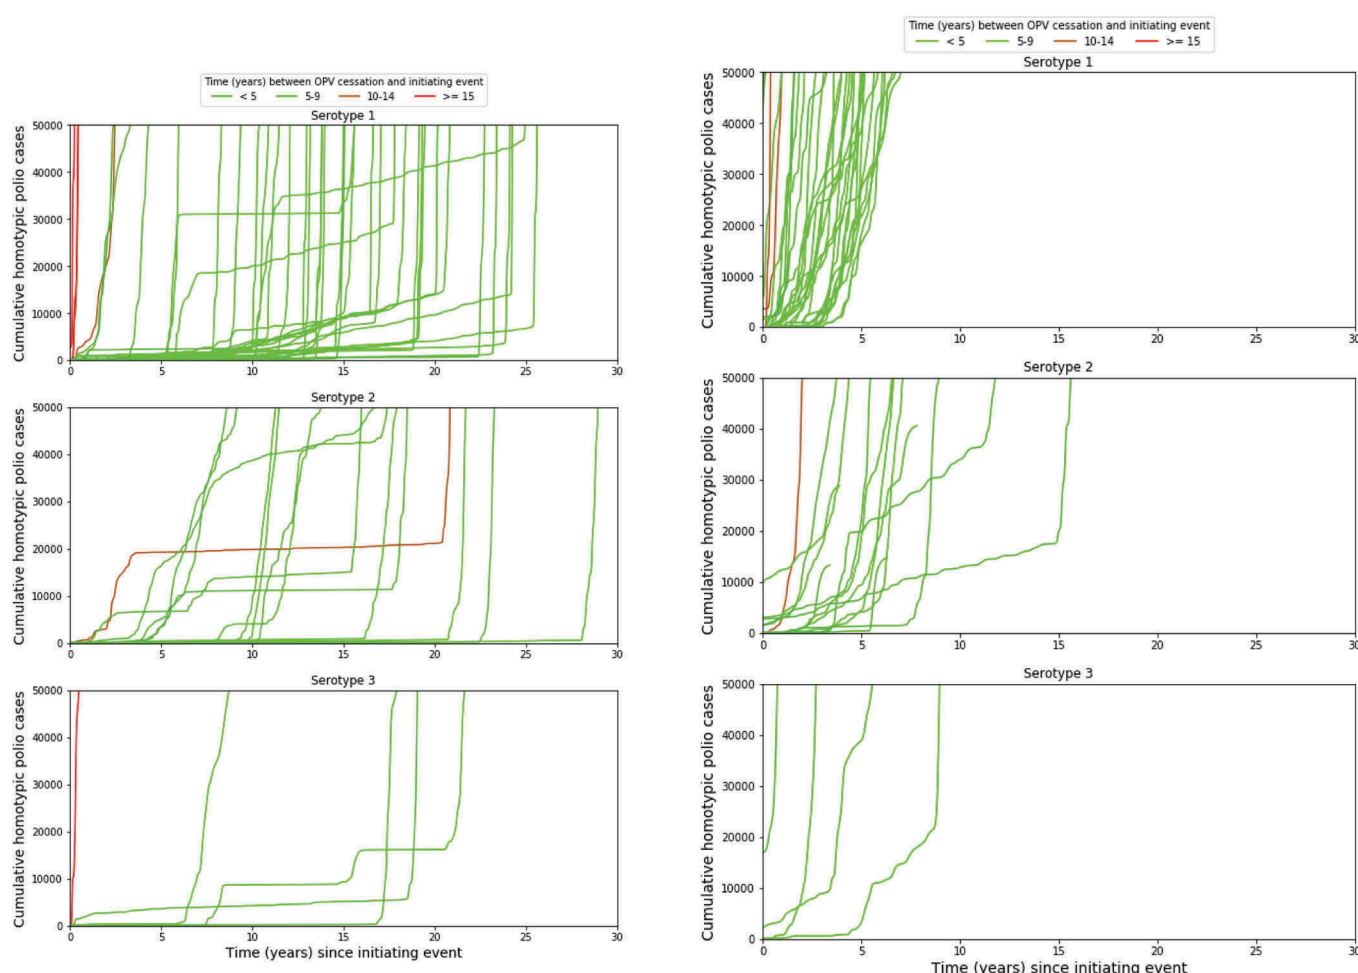 Time (years) between OPV cessation and initiating event
< 5 5-9 10-14 >= 15
Serotype 1
Cumulative homotypic polio cases
50000
40000
30000
20000
10000
0
0 5 10 15 20 25 30
Serotype 2
Cumulative homotypic polio cases
50000
40000
30000
20000
10000
0
0 5 10 15 20 25 30
Serotype 3
Cumulative homotypic polio cases
50000
40000
30000
20000
10000
0
0 5 10 15 20 25 30
Time (years) since initiating event
Time (years) between OPV cessation and initiating event
< 5 5-9 10-14 >= 15
Serotype 1
Cumulative homotypic polio cases
50000
40000
30000
20000
10000
0
0 5 10 15 20 25 30
Serotype 2
Cumulative homotypic polio cases
50000
40000
30000
20000
10000
0
0 5 10 15 20 25 30
Serotype 3
Cumulative homotypic polio cases
50000
40000
30000
20000
10000
0
0 5 10 15 20 25 30
Time (years) since initiating event